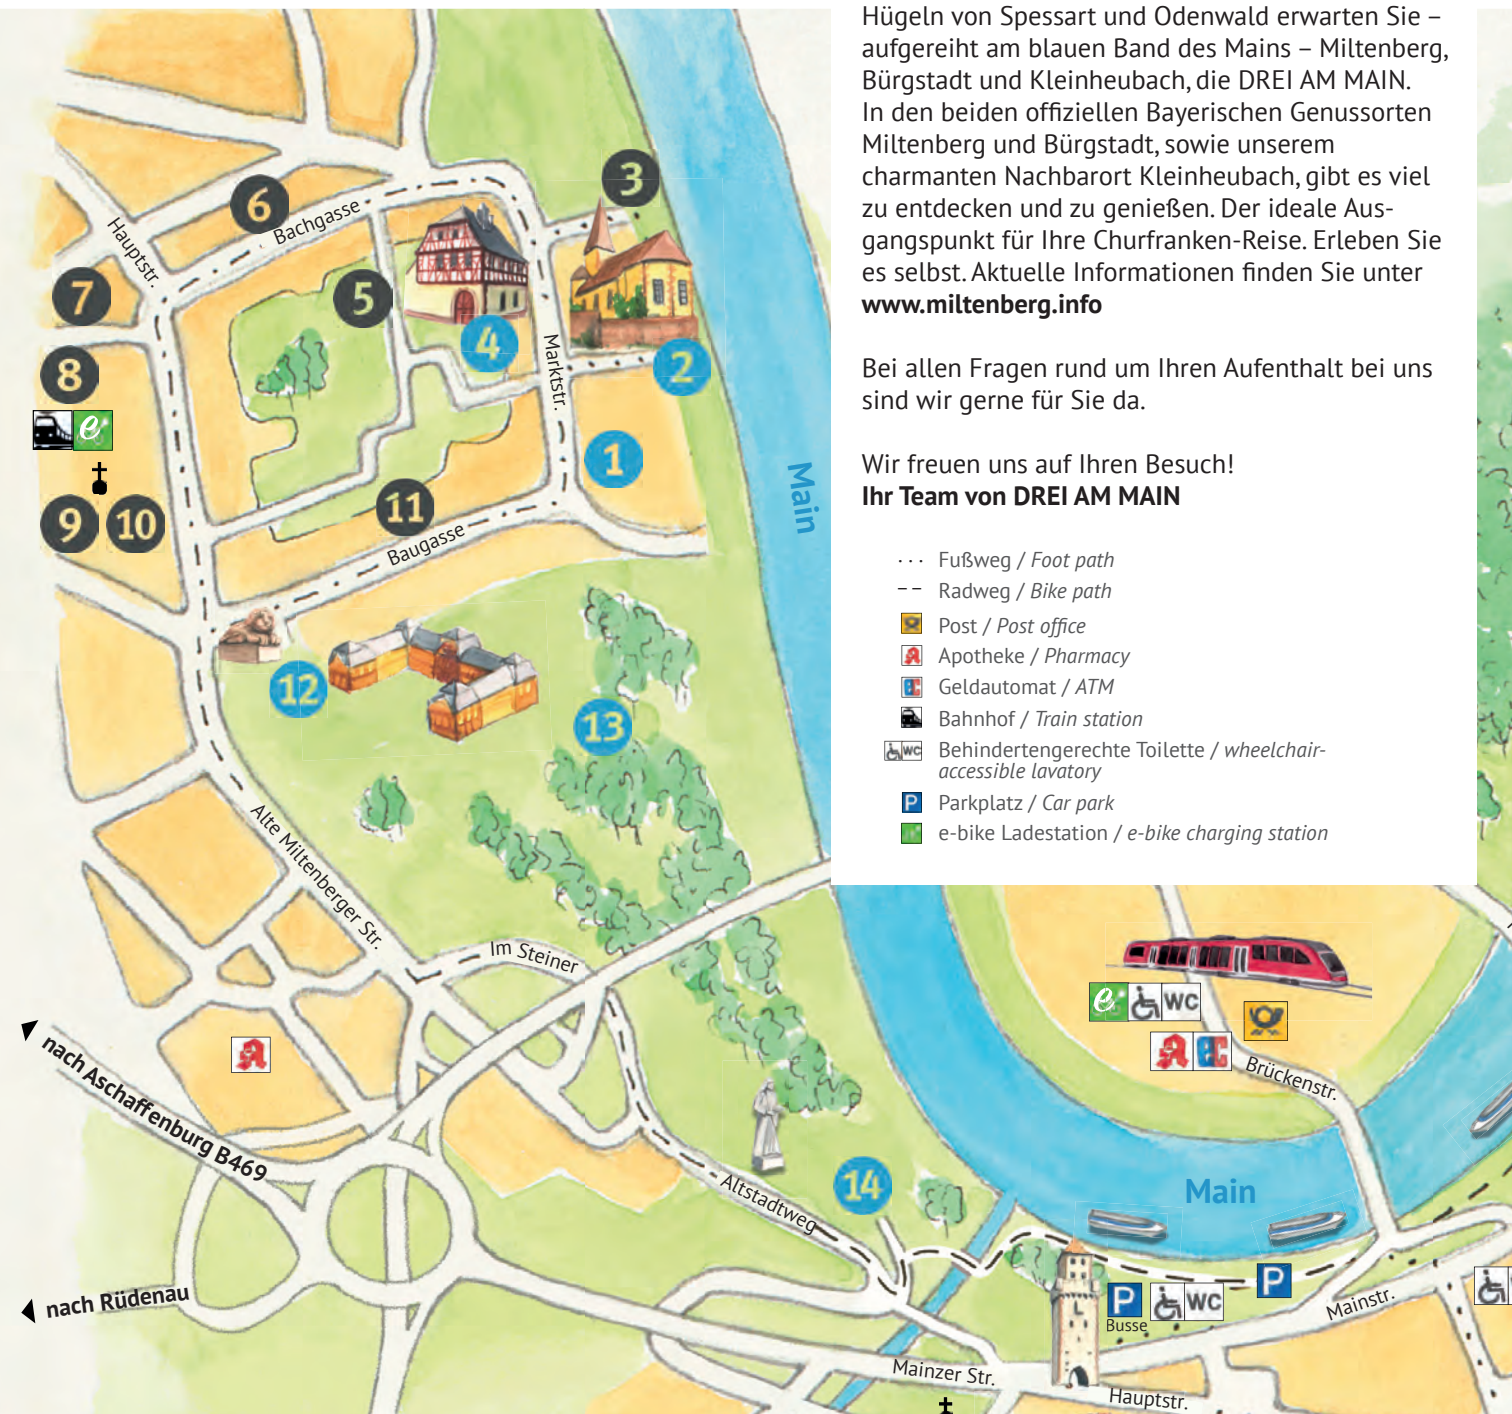 Hügeln von Spessart und Odenwald erwarten Sie –
aufgereiht am blauen Band des Mains – Miltenberg,
Bürgstadt und Kleinheubach, die DREI AM MAIN.
In den beiden offiziellen Bayerischen Genussorten
Miltenberg und Bürgstadt, sowie unserem
charmanten Nachbarort Kleinheubach, gibt es viel
zu entdecken und zu genießen. Der ideale Aus-
gangspunkt für Ihre Churfranken-Reise. Erleben Sie
es selbst. Aktuelle Informationen finden Sie unter
www.miltenberg.info
Bei allen Fragen rund um Ihren Aufenthalt bei uns
sind wir gerne für Sie da.
Wir freuen uns auf Ihren Besuch!
Ihr Team von DREI AM MAIN
Fußweg / Foot path
Radweg / Bike path
Post / Post office
Apotheke / Pharmacy
Geldautomat / ATM
Bahnhof / Train station
WC Behindertengerechte Toilette / wheelchair-
accessible lavatory
P Parkplatz / Car park
e-bike Ladestation / e-bike charging station
3
6
Bachgasse
Hauptstr.
7
5
4
2
Marktstr.
8
e
1
Main
9
10
11
Baugasse
12
13
Alte Miltenberger Str.
Im Steiner
e
WC
A
Brückenstr.
A
nach Aschaffenburg B469
Altstadtweg
14
Main
nach Rüdenau
P
Busse
WC
P
Mainstr.
Mainzer Str.
Hauptstr.